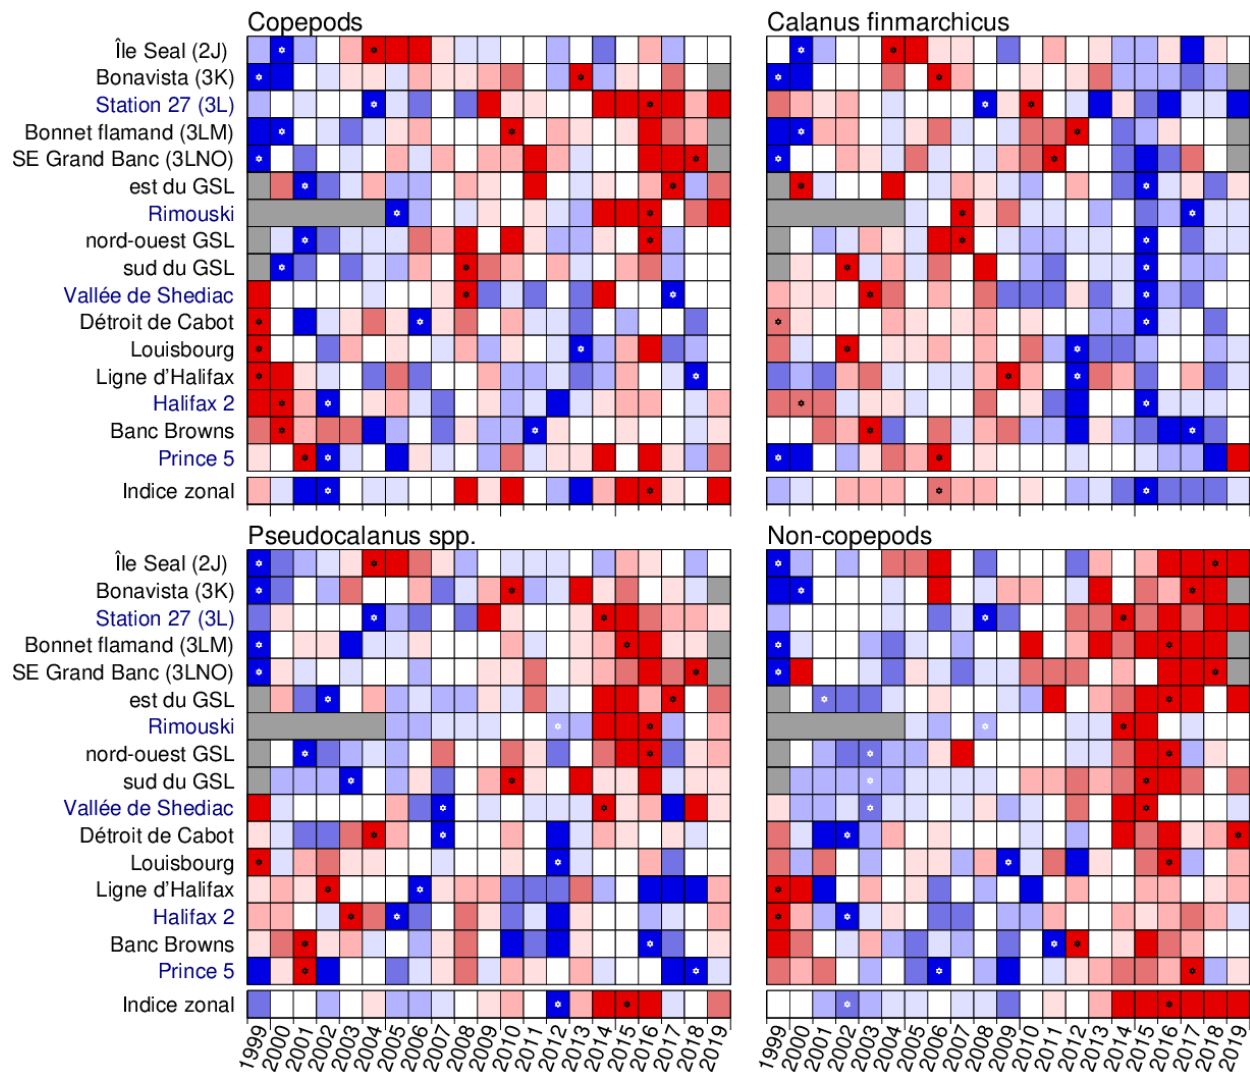 Copepods
Calanus finmarchicus
Île Seal (2J)
Bonavista (3K)
Station 27 (3L)
Bonnet flamand (3LM)
SE Grand Banc (3LNO)
est du GSL
Rimouski
nord-ouest GSL
sud du GSL
Vallée de Shediac
Détroit de Cabot
Louisbourg
Ligne d'Halifax
Halifax 2
Banc Browns
Prince 5
Indice zonal
Pseudocalanus spp.
Non-copepods
Île Seal (2J)
Bonavista (3K)
Station 27 (3L)
Bonnet flamand (3LM)
SE Grand Banc (3LNO)
est du GSL
Rimouski
nord-ouest GSL
sud du GSL
Vallée de Shediac
Détroit de Cabot
Louisbourg
Ligne d'Halifax
Halifax 2
Banc Browns
Prince 5
Indice zonal
1999 2000 2001 2002 2003 2004 2005 2006 2007 2008 2009 2010 2011 2012 2013 2014 2015 2016 2017 2018 2019
1999 2000 2001 2002 2003 2004 2005 2006 2007 2008 2009 2010 2011 2012 2013 2014 2015 2016 2017 2018 2019